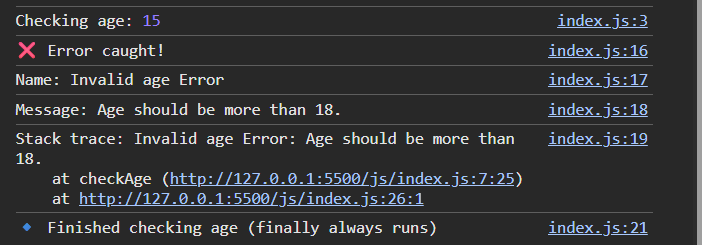 Checking age: 15 index.js:3
❌ Error caught! index.js:16
Name: Invalid age Error index.js:17
Message: Age should be more than 18. index.js:18
Stack trace: Invalid age Error: Age should be more than index.js:19
18.
at checkAge (http://127.0.0.1:5500/js/index.js:7:25)
at http://127.0.0.1:5500/js/index.js:26:1
🔹 Finished checking age (finally always runs) index.js:21